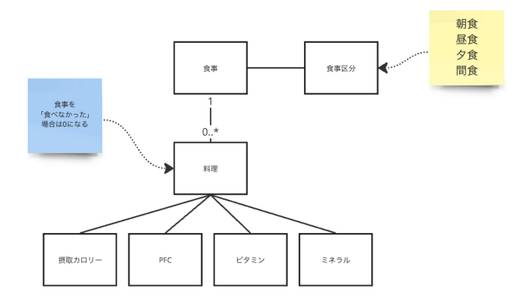 朝食
昼食
夕食
間食
食事
食事区分
食事を
「食べなかった」
場合は0になる
1
0..*
料理
摂取カロリー
PFC
ビタミン
ミネラル